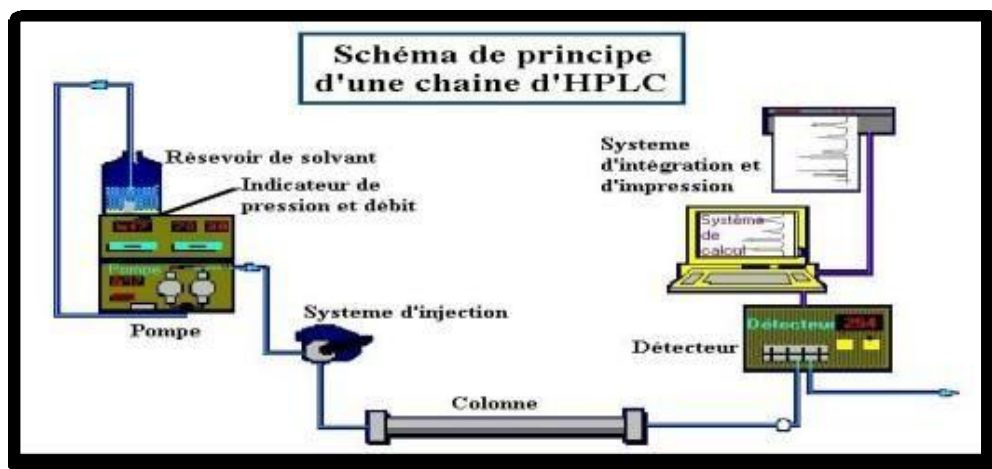 Schéma de principe
d'une chaine d'HPLC
Résevoir de solvant
Indicateur de
pression et débit
Pompe
Pompe
Systeme d'injection
Colonne
Systeme
d'intégration et
d'impression
Système
de
calcul
Détecteur 254
Détecteur